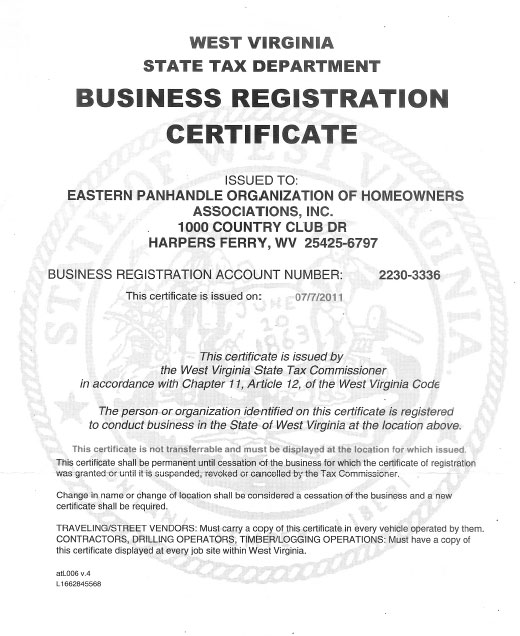 WEST VIRGINIA
STATE TAX DEPARTMENT
BUSINESS REGISTRATION
CERTIFICATE
ISSUED TO:
EASTERN PANHANDLE ORGANIZATION OF HOMEOWNERS
ASSOCIATIONS, INC.
1000 COUNTRY CLUB DR
HARPERS FERRY, WV 25425-6797
BUSINESS REGISTRATION ACCOUNT NUMBER: 2230-3336
This certificate is issued on: 07/7/2011
This certificate is issued by
the West Virginia State Tax Commissioner
in accordance with Chapter 11, Article 12, of the West Virginia Code
The person or organization identified on this certificate is registered
to conduct business in the State of West Virginia at the location above.
This certificate is not transferrable and must be displayed at the location for which issued.
This certificate shall be permanent until cessation of the business for which the certificate of registration
was granted or until it is suspended, revoked or cancelled by the Tax Commissioner.
Change in name or change of location shall be considered a cessation of the business and a new
certificate shall be required.
TRAVELING/STREET VENDORS: Must carry a copy of this certificate in every vehicle operated by them.
CONTRACTORS, DRILLING OPERATORS, TIMBER/LOGGING OPERATIONS: Must have a copy of
this certificate displayed at every job site within West Virginia.
atL006 v.4
L1662845568
STATE OF WEST VIRGINIA
JUNE
20
1863